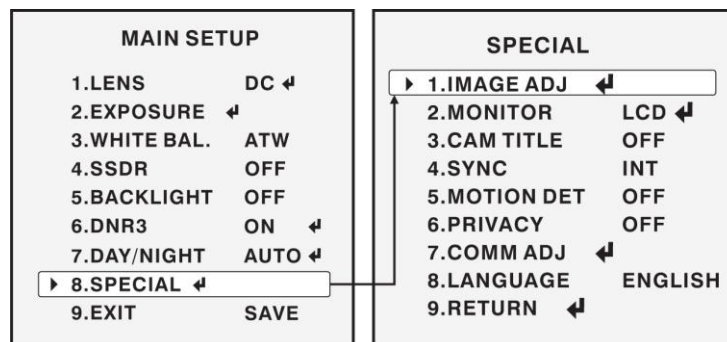 MAIN SETUP
1.LENS DC ↲
2.EXPOSURE ↲
3.WHITE BAL. ATW
4.SSDR OFF
5.BACKLIGHT OFF
6.DNR3 ON ↲
7.DAY/NIGHT AUTO ↲
8.SPECIAL ↲
9.EXIT SAVE
SPECIAL
1.IMAGE ADJ ↲
2.MONITOR LCD ↲
3.CAM TITLE OFF
4.SYNC INT
5.MOTION DET OFF
6.PRIVACY OFF
7.COMM ADJ ↲
8.LANGUAGE ENGLISH
9.RETURN ↲